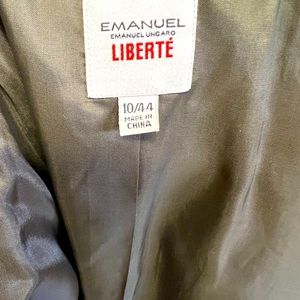 EMANUEL
EMANUEL UNGARO
LIBERTÉ
10/44
MADE IN
CHINA